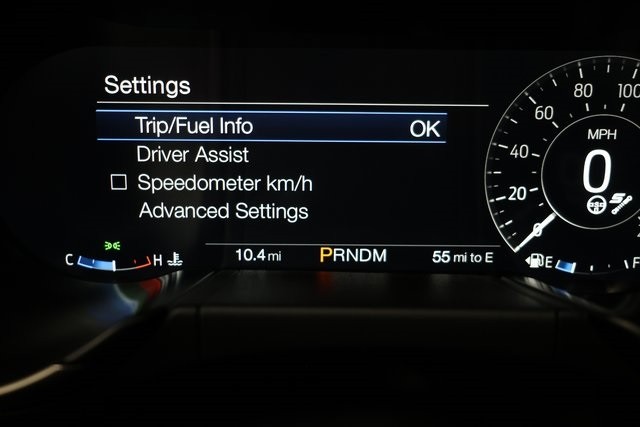 Settings
Trip/Fuel Info OK
Driver Assist
Speedometer km/h
Advanced Settings
10.4 mi PRNDM 55 mi to E
C H
0 20 40 60 80 100
MPH
0
E F